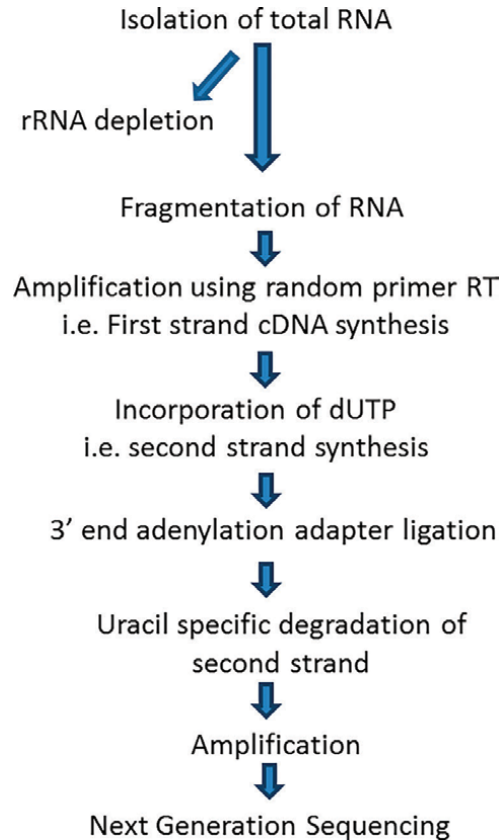 Isolation of total RNA
rRNA depletion
Fragmentation of RNA
Amplification using random primer RT
i.e. First strand cDNA synthesis
Incorporation of dUTP
i.e. second strand synthesis
3' end adenylation adapter ligation
Uracil specific degradation of
second strand
Amplification
Next Generation Sequencing